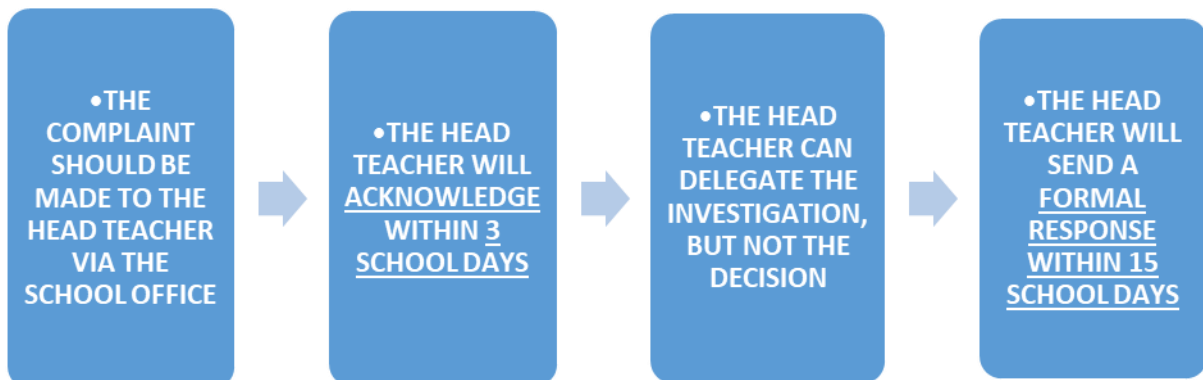 •THE
COMPLAINT
SHOULD BE
MADE TO THE
HEAD TEACHER
VIA THE
SCHOOL OFFICE
•THE HEAD
TEACHER WILL
ACKNOWLEDGE
WITHIN 3
SCHOOL DAYS
•THE HEAD
TEACHER CAN
DELEGATE THE
INVESTIGATION,
BUT NOT THE
DECISION
•THE HEAD
TEACHER WILL
SEND A
FORMAL
RESPONSE
WITHIN 15
SCHOOL DAYS